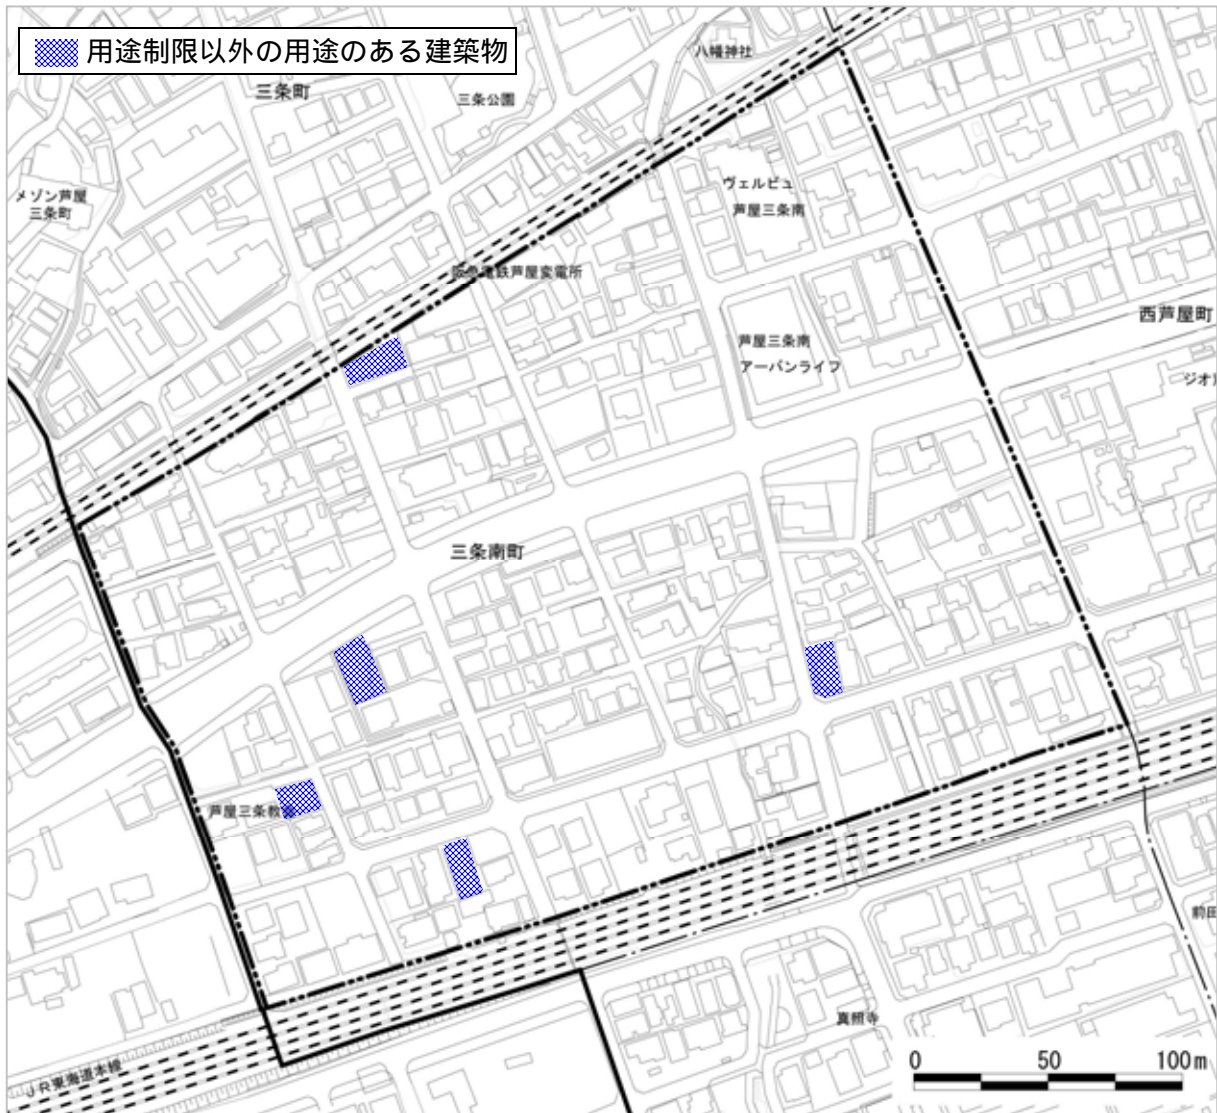 用途制限以外の用途のある建築物
八幡神社
三条町
三条公園
メゾン芦屋
三条町
ヴェルビュ
芦屋三条南
阪急電鉄芦屋変電所
西芦屋町
芦屋三条南
アーバンライフ
ジオ
三条南町
芦屋三条教会
前田
真照寺
JR東海道本線
0 50 100m